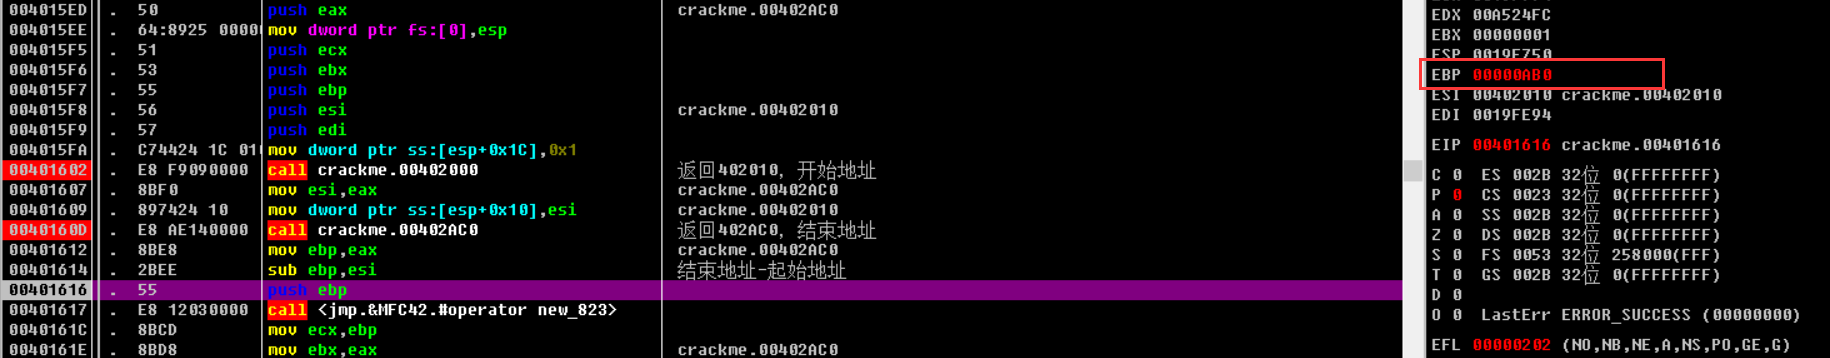 004015ED . 50 push eax crackme.00402AC0
004015EE . 64:8925 0000 mov dword ptr fs:[0],esp
004015F5 . 51 push ecx
004015F6 . 53 push ebx
004015F7 . 55 push ebp
004015F8 . 56 push esi crackme.00402010
004015F9 . 57 push edi
004015FA . C74424 1C 01 mov dword ptr ss:[esp+0x1C],0x1
00401602 . E8 F9090000 call crackme.00402000 返回402010，开始地址
00401607 . 8BF0 mov esi,eax crackme.00402AC0
00401609 . 897424 10 mov dword ptr ss:[esp+0x10],esi crackme.00402010
0040160D . E8 AE140000 call crackme.00402AC0 返回402AC0，结束地址
00401612 . 8BE8 mov ebp,eax crackme.00402AC0
00401614 . 2BEE sub ebp,esi 结束地址-起始地址
00401616 . 55 push ebp
00401617 . E8 12030000 call <jmp.&MFC42.#operator new_823>
0040161C . 8BCD mov ecx,ebp
0040161E . 8BD8 mov ebx,eax crackme.00402AC0
EDX 00A524FC
EBX 00000001
ESP 0019F750
EBP 00000AB0
ESI 00402010 crackme.00402010
EDI 0019FE94
EIP 00401616 crackme.00401616
C 0 ES 002B 32位 0(FFFFFFFF)
P 0 CS 0023 32位 0(FFFFFFFF)
A 0 SS 002B 32位 0(FFFFFFFF)
Z 0 DS 002B 32位 0(FFFFFFFF)
S 0 FS 0053 32位 258000(FFF)
T 0 GS 002B 32位 0(FFFFFFFF)
D 0
O 0 LastErr ERROR_SUCCESS (00000000)
EFL 00000202 (NO,NB,NE,A,NS,PO,GE,G)